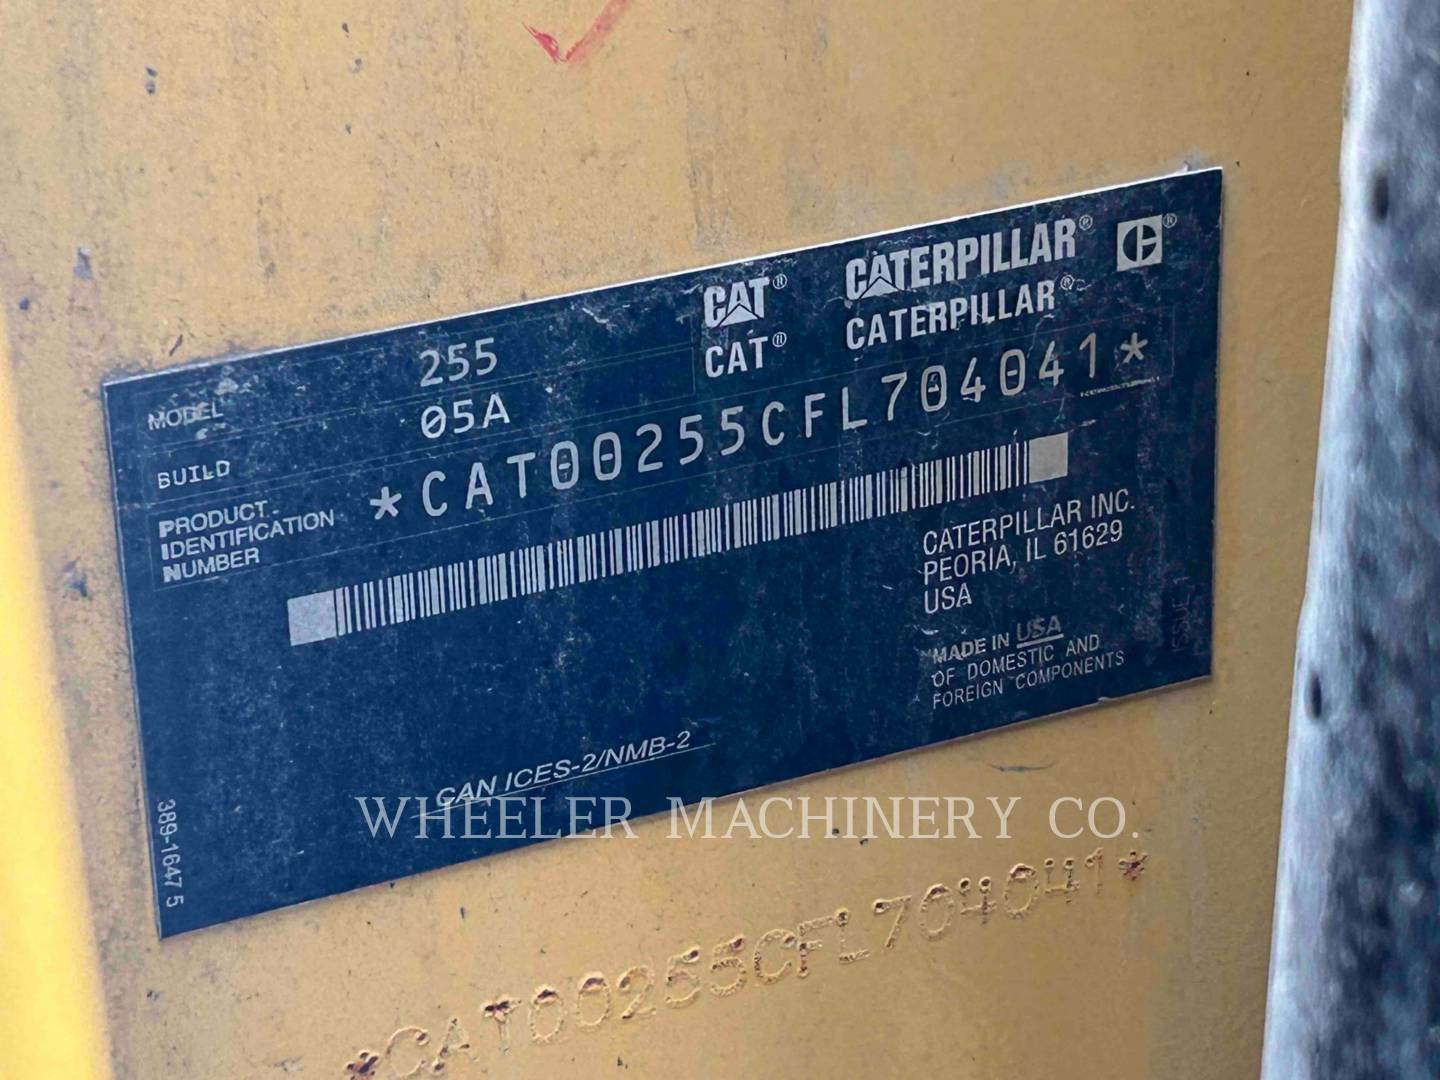 CAT® CATERPILLAR® C®
CAT® CATERPILLAR®
MODEL 255
BUILD 05A
PRODUCT
IDENTIFICATION
NUMBER
*CAT00255CFL704041*
CATERPILLAR INC.
PEORIA, IL 61629
USA
MADE IN USA
OF DOMESTIC AND
FOREIGN COMPONENTS
ISSUE 1
CAN ICES-2/NMB-2
389-1647 5
WHEELER MACHINERY CO.
*CAT00255CFL704041*